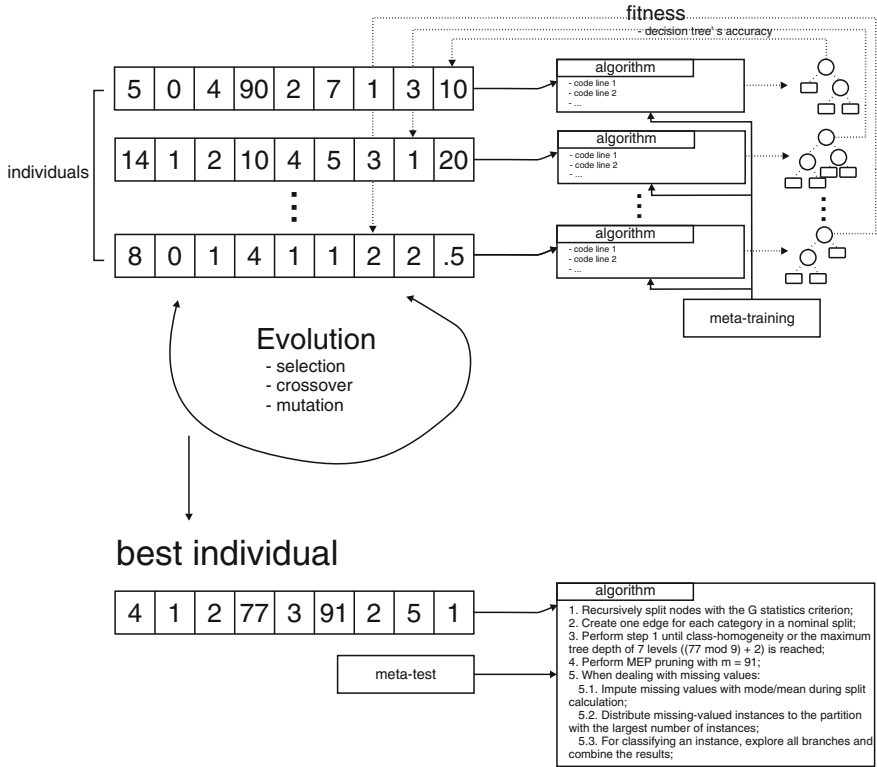 fitness
- decision tree's accuracy
5 0 4 90 2 7 1 3 10
algorithm
- code line 1
- code line 2
- ...
14 1 2 10 4 5 3 1 20
algorithm
- code line 1
- code line 2
- ...
individuals
8 0 1 4 1 1 2 2 .5
algorithm
- code line 1
- code line 2
- ...
meta-training
Evolution
- selection
- crossover
- mutation
best individual
4 1 2 77 3 91 2 5 1
algorithm
1. Recursively split nodes with the G statistics criterion;
2. Create one edge for each category in a nominal split;
3. Perform step 1 until class-homogeneity or the maximum
tree depth of 7 levels ((77 mod 9) + 2) is reached;
4. Perform MEP pruning with m = 91;
5. When dealing with missing values:
5.1. Impute missing values with mode/mean during split
calculation;
5.2. Distribute missing-valued instances to the partition
with the largest number of instances;
5.3. For classifying an instance, explore all branches and
combine the results;
meta-test